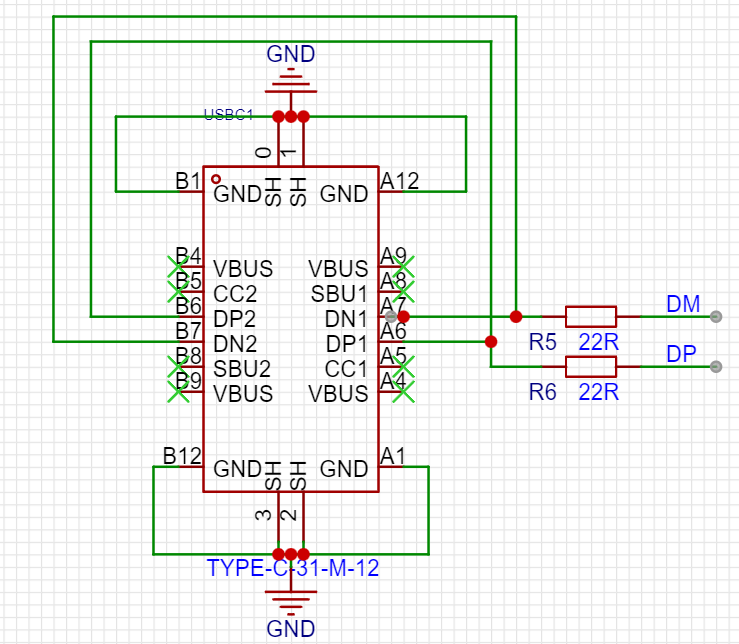 GND
USBC1
0 1
B1 GND SH SH GND A12
B4 VBUS VBUS A9
B5 CC2 SBU1 A8
B6 DP2 DN1 A7
B7 DN2 DP1 A6
B8 SBU2 CC1 A5
B9 VBUS VBUS A4
DM
R5 22R
DP
R6 22R
B12 GND SH SH GND A1
3 2
TYPE-C-31-M-12
GND